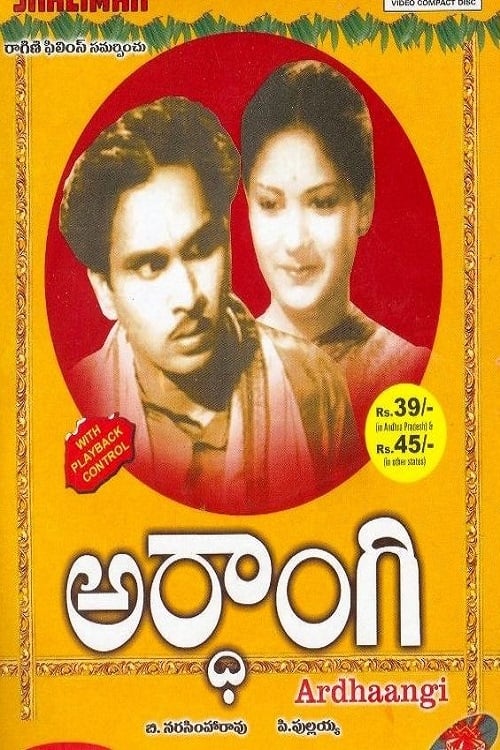 SHALIMAR
VIDEO COMPACT DISC
రాగిణి ఫిలింస్ సమర్పించు
Rs.39/-
(in Andhra Pradesh) &
Rs.45/-
(in other states)
WITH
PLAYBACK
CONTROL
అర్ధాంగి
Ardhaangi
బి. నరసింహారావు పి.పుల్లయ్య